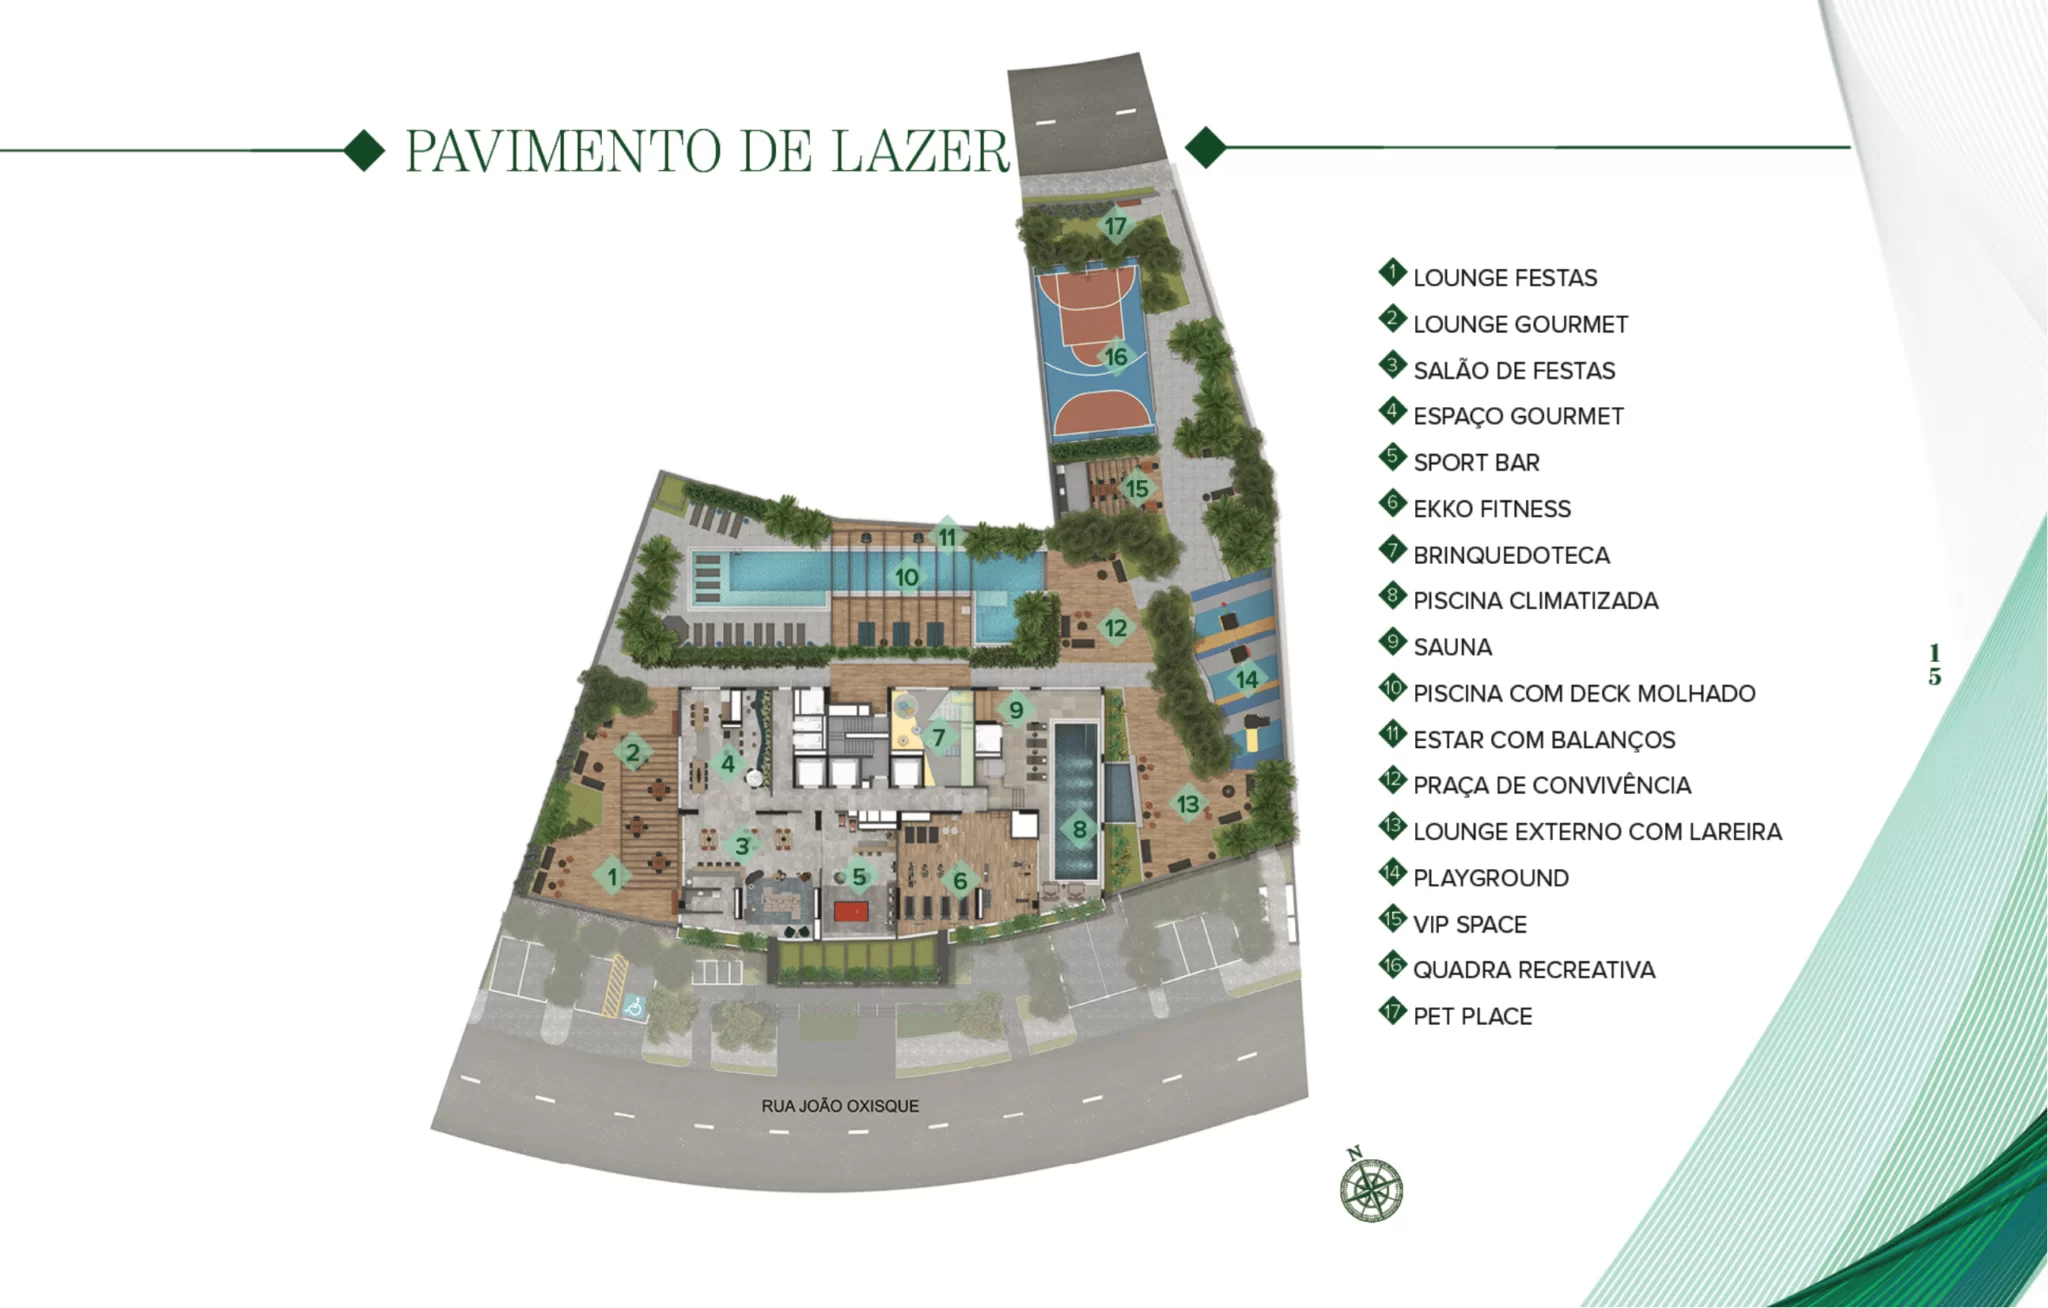 PAVIMENTO DE LAZER
17
16
15
11
10
12
14
9
7
2
4
13
8
3
1
5
6
RUA JOÃO OXISQUE
1 LOUNGE FESTAS
2 LOUNGE GOURMET
3 SALÃO DE FESTAS
4 ESPAÇO GOURMET
5 SPORT BAR
6 EKKO FITNESS
7 BRINQUEDOTECA
8 PISCINA CLIMATIZADA
9 SAUNA
10 PISCINA COM DECK MOLHADO
11 ESTAR COM BALANÇOS
12 PRAÇA DE CONVIVÊNCIA
13 LOUNGE EXTERNO COM LAREIRA
14 PLAYGROUND
15 VIP SPACE
16 QUADRA RECREATIVA
17 PET PLACE
1
5
N